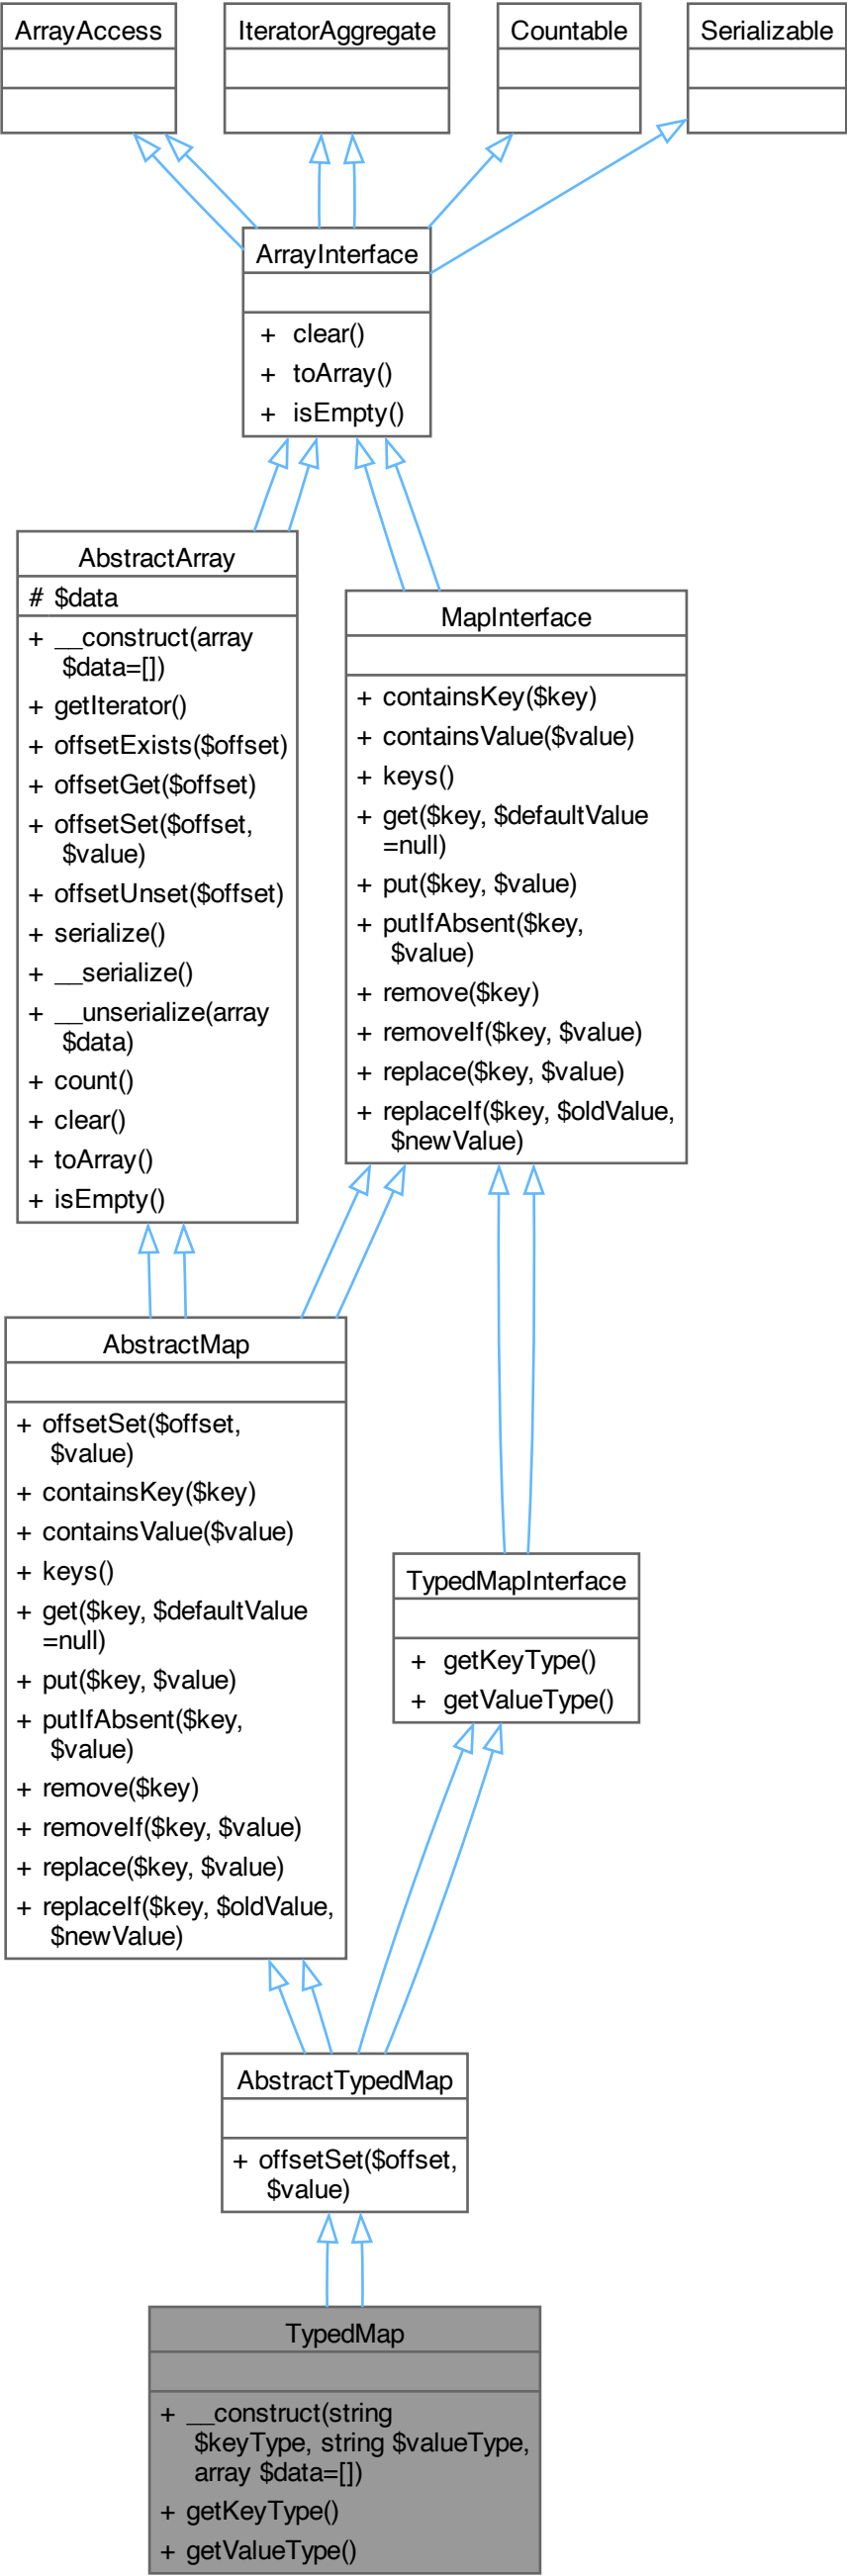 ArrayAccess
IteratorAggregate
Countable
Serializable
ArrayInterface
+ clear()
+ toArray()
+ isEmpty()
AbstractArray
# $data
+ __construct(array
$data=[])
+ getIterator()
+ offsetExists($offset)
+ offsetGet($offset)
+ offsetSet($offset,
$value)
+ offsetUnset($offset)
+ serialize()
+ __serialize()
+ __unserialize(array
$data)
+ count()
+ clear()
+ toArray()
+ isEmpty()
MapInterface
+ containsKey($key)
+ containsValue($value)
+ keys()
+ get($key, $defaultValue
=null)
+ put($key, $value)
+ putIfAbsent($key,
$value)
+ remove($key)
+ removeIf($key, $value)
+ replace($key, $value)
+ replaceIf($key, $oldValue,
$newValue)
AbstractMap
+ offsetSet($offset,
$value)
+ containsKey($key)
+ containsValue($value)
+ keys()
+ get($key, $defaultValue
=null)
+ put($key, $value)
+ putIfAbsent($key,
$value)
+ remove($key)
+ removeIf($key, $value)
+ replace($key, $value)
+ replaceIf($key, $oldValue,
$newValue)
TypedMapInterface
+ getKeyType()
+ getValueType()
AbstractTypedMap
+ offsetSet($offset,
$value)
TypedMap
+ __construct(string
$keyType, string $valueType,
array $data=[])
+ getKeyType()
+ getValueType()